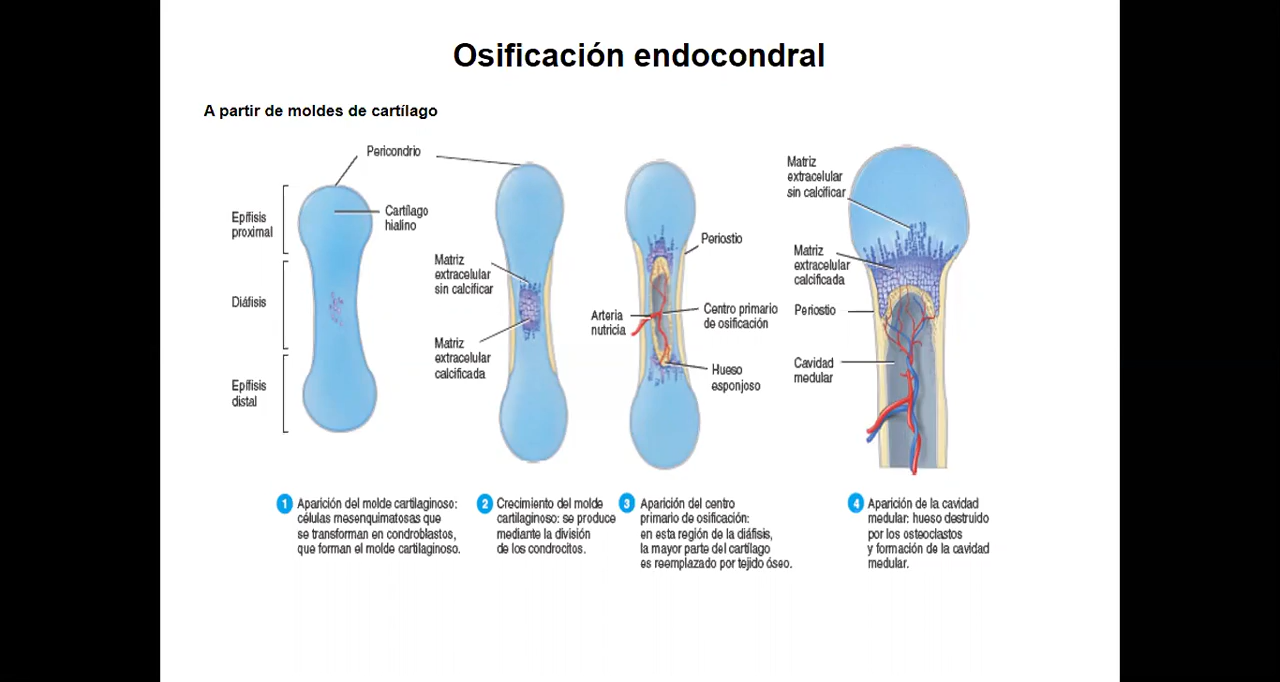 Osificación endocondral
A partir de moldes de cartílago
Pericondrio
Epífisis
proximal
Cartílago
hialino
Diáfisis
Epífisis
distal
Matriz
extracelular
sin calcificar
Matriz
extracelular
calcificada
Periostio
Arteria
nutricia
Centro primario
de osificación
Hueso
esponjoso
Matriz
extracelular
sin calcificar
Matriz
extracelular
calcificada
Periostio
Cavidad
medular
1 Aparición del molde cartilaginoso:
células mesenquimatosas que
se transforman en condroblastos,
que forman el molde cartilaginoso.
2 Crecimiento del molde
cartilaginoso: se produce
mediante la división
de los condrocitos.
3 Aparición del centro
primario de osificación:
en esta región de la diáfisis,
la mayor parte del cartílago
es reemplazado por tejido óseo.
4 Aparición de la cavidad
medular: hueso destruido
por los osteoclastos
y formación de la cavidad
medular.